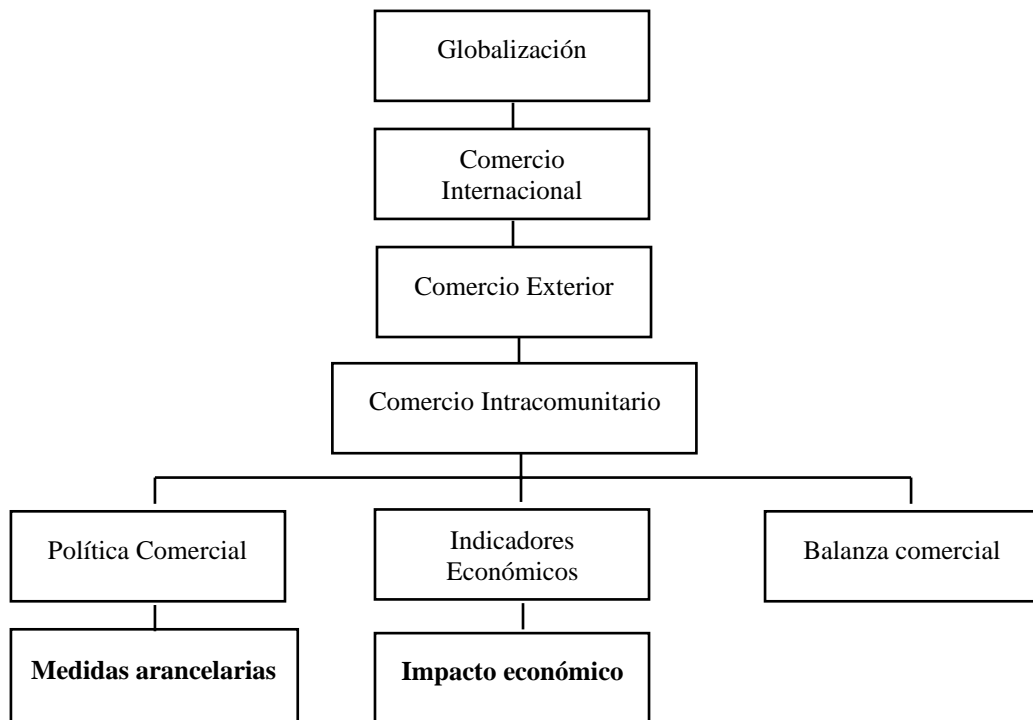 Globalización
Comercio
Internacional
Comercio Exterior
Comercio Intracomunitario
Política Comercial
Indicadores
Económicos
Balanza comercial
Medidas arancelarias
Impacto económico